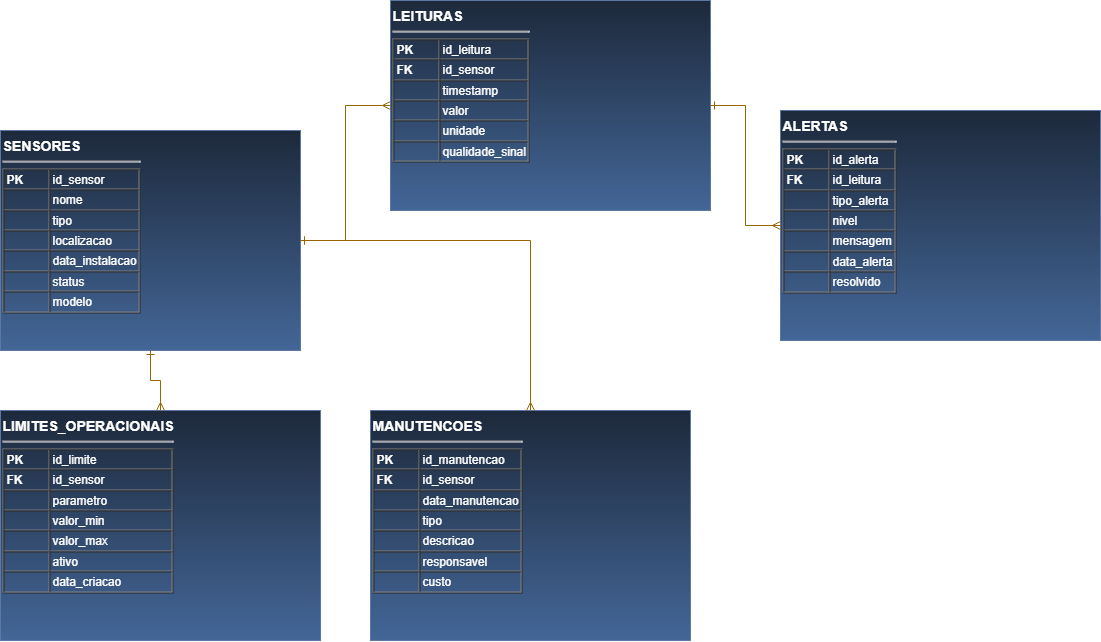 LEITURAS
PK id_leitura
FK id_sensor
timestamp
valor
unidade
qualidade_sinal
SENSORES
PK id_sensor
nome
tipo
localizacao
data_instalacao
status
modelo
ALERTAS
PK id_alerta
FK id_leitura
tipo_alerta
nivel
mensagem
data_alerta
resolvido
LIMITES_OPERACIONAIS
PK id_limite
FK id_sensor
parametro
valor_min
valor_max
ativo
data_criacao
MANUTENCOES
PK id_manutencao
FK id_sensor
data_manutencao
tipo
descricao
responsavel
custo